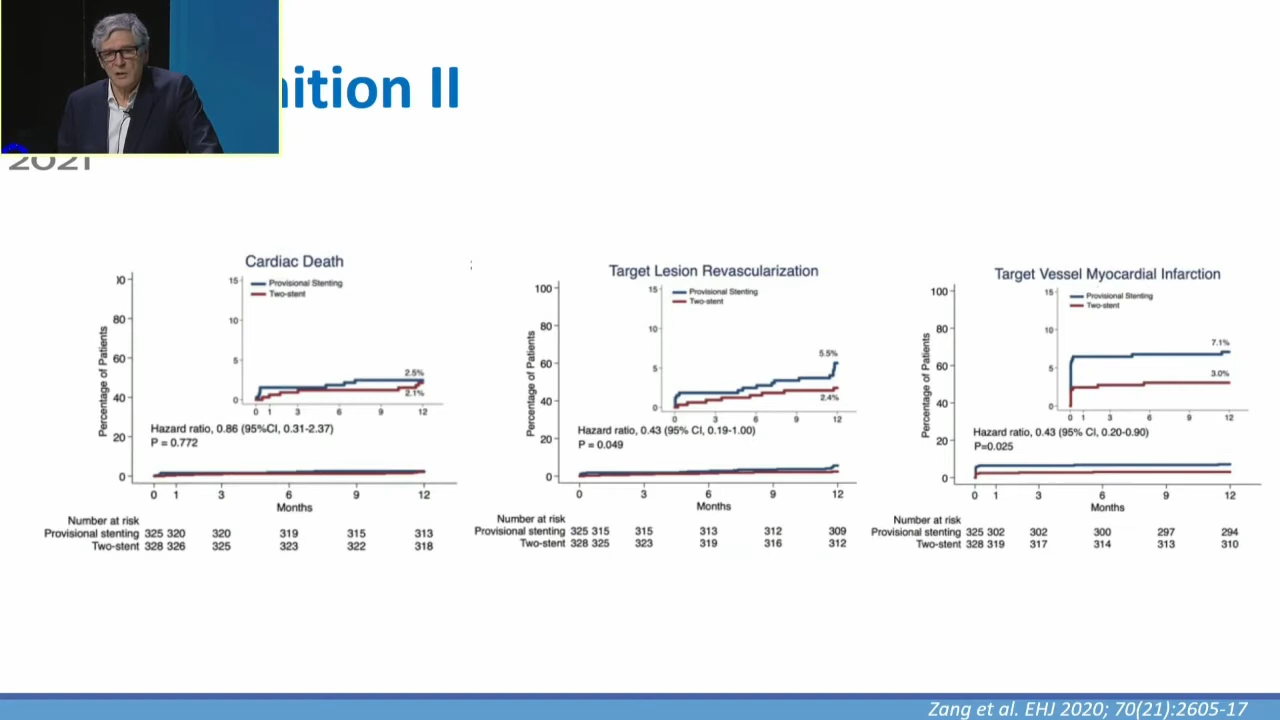 nition II
2021
Cardiac Death
Provisional Stenting
Two-stent
15
10
5
0
0 1 3 6 9 12
2.5%
2.1%
80
60
40
20
0
Percentage of Patients
Hazard ratio, 0.86 (95%CI, 0.31-2.37)
P = 0.772
0 1 3 6 9 12
Months
Number at risk
Provisional stenting 325 320 320 319 315 313
Two-stent 328 326 325 323 322 318
Target Lesion Revascularization
Provisional Stenting
Two-stent
15
10
5
0
0 1 3 6 9 12
5.5%
2.4%
100
80
60
40
20
0
Percentage of Patients
Hazard ratio, 0.43 (95% CI, 0.19-1.00)
P = 0.049
0 3 6 9 12
Months
Number at risk
Provisional stenting 325 315 315 313 312 309
Two-stent 328 325 323 319 316 312
Target Vessel Myocardial Infarction
Provisional Stenting
Two-stent
15
10
5
0
0 1 3 6 9 12
7.1%
3.0%
100
80
60
40
20
0
Percentage of Patients
Hazard ratio, 0.43 (95% CI, 0.20-0.90)
P=0.025
0 1 3 6 9 12
Months
Number at risk
Provisional stenting 325 302 302 300 297 294
Two-stent 328 319 317 314 313 310
Zang et al. EHJ 2020; 70(21):2605-17